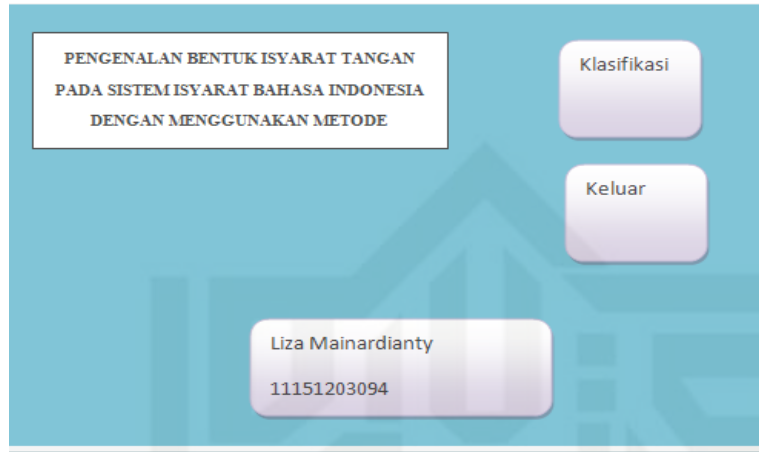 PENGENALAN BENTUK ISYARAT TANGAN
PADA SISTEM ISYARAT BAHASA INDONESIA
DENGAN MENGGUNAKAN METODE
Klasifikasi
Keluar
Liza Mainardianty
11151203094